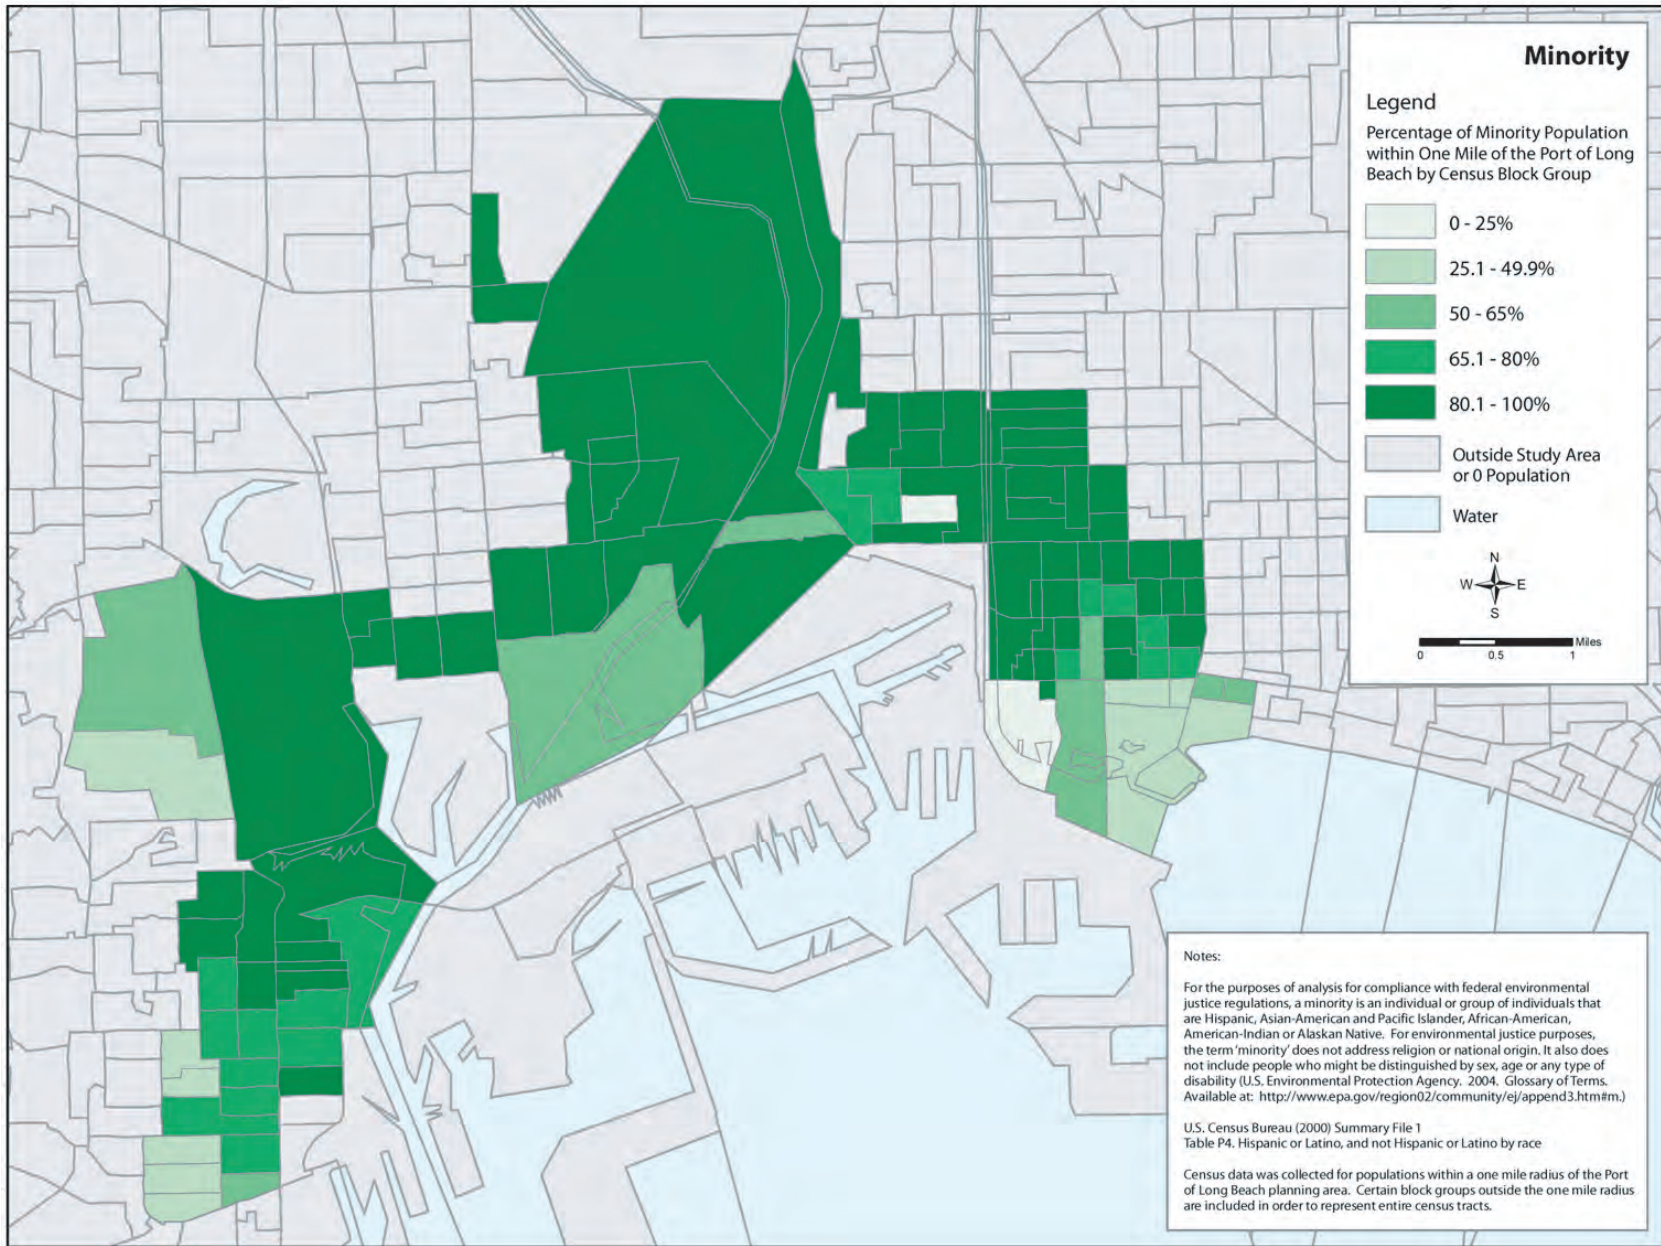 Minority
Legend
Percentage of Minority Population
within One Mile of the Port of Long
Beach by Census Block Group
0 - 25%
25.1 - 49.9%
50 - 65%
65.1 - 80%
80.1 - 100%
Outside Study Area
or 0 Population
Water
N
W E
S
Miles
0 0.5 1
Notes:
For the purposes of analysis for compliance with federal environmental
justice regulations, a minority is an individual or group of individuals that
are Hispanic, Asian-American and Pacific Islander, African-American,
American-Indian or Alaskan Native. For environmental justice purposes,
the term 'minority' does not address religion or national origin. It also does
not include people who might be distinguished by sex, age or any type of
disability (U.S. Environmental Protection Agency. 2004. Glossary of Terms.
Available at: http://www.epa.gov/region02/community/ej/append3.htm#m.)
U.S. Census Bureau (2000) Summary File 1
Table P4. Hispanic or Latino, and not Hispanic or Latino by race
Census data was collected for populations within a one mile radius of the Port
of Long Beach planning area. Certain block groups outside the one mile radius
are included in order to represent entire census tracts.